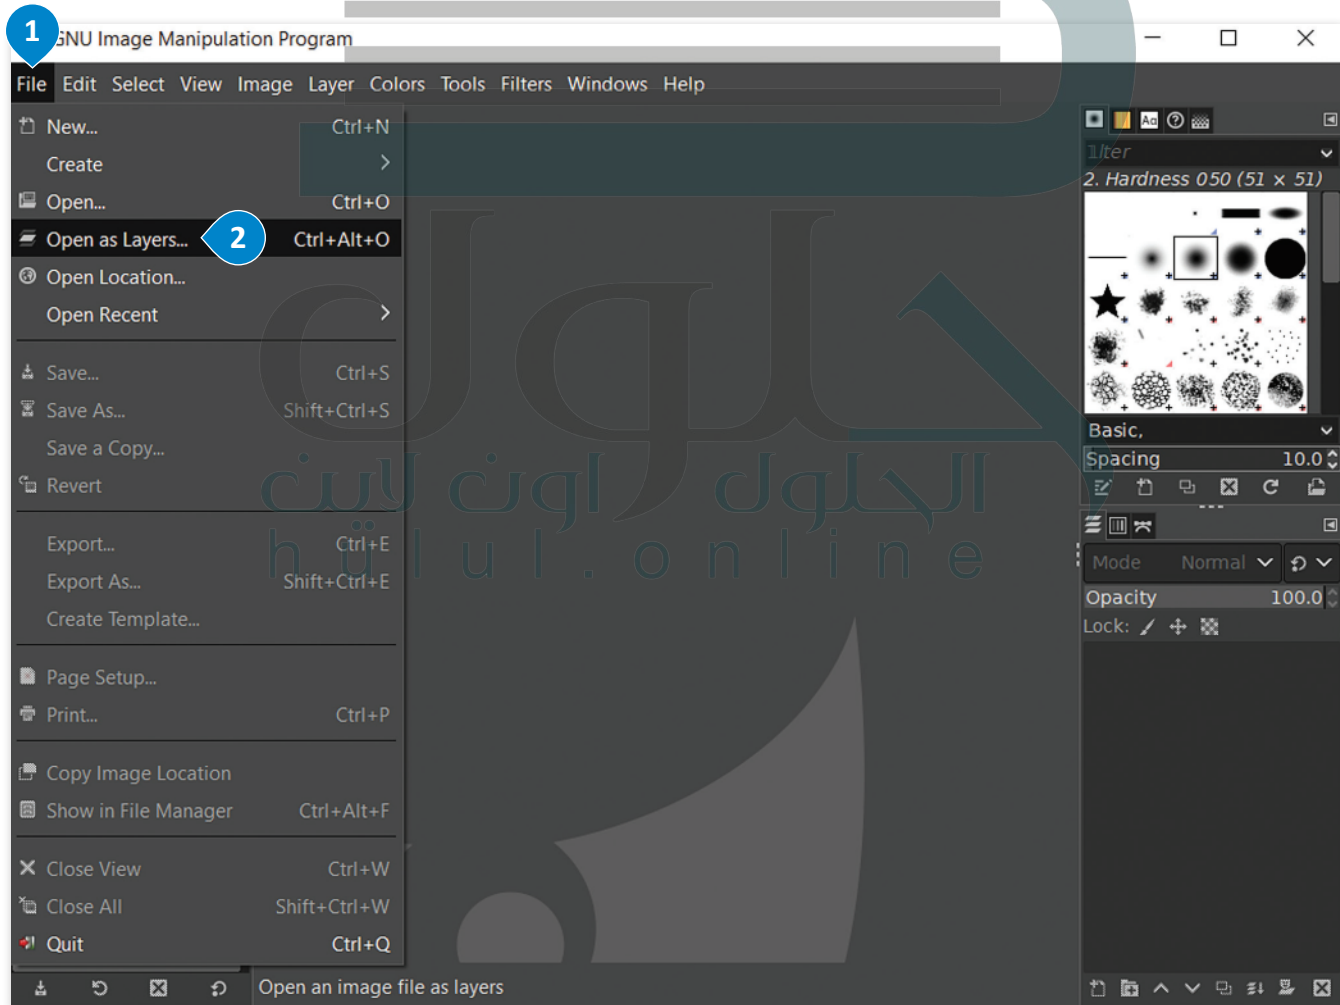 1
GNU Image Manipulation Program
File Edit Select View Image Layer Colors Tools Filters Windows Help
New... Ctrl+N
Create
Open... Ctrl+O
Open as Layers... 2 Ctrl+Alt+O
Open Location...
Open Recent
Save... Ctrl+S
Save As... Shift+Ctrl+S
Save a Copy...
Revert
Export... Ctrl+E
Export As... Shift+Ctrl+E
Create Template...
Page Setup...
Print... Ctrl+P
Copy Image Location
Show in File Manager Ctrl+Alt+F
Close View Ctrl+W
Close All Shift+Ctrl+W
Quit Ctrl+Q
Open an image file as layers
Aa
lter
2. Hardness 050 (51 × 51)
Basic,
Spacing 10.0
Mode Normal
Opacity 100.0
Lock:
حلول
الحلول اون لاين
hulul.online